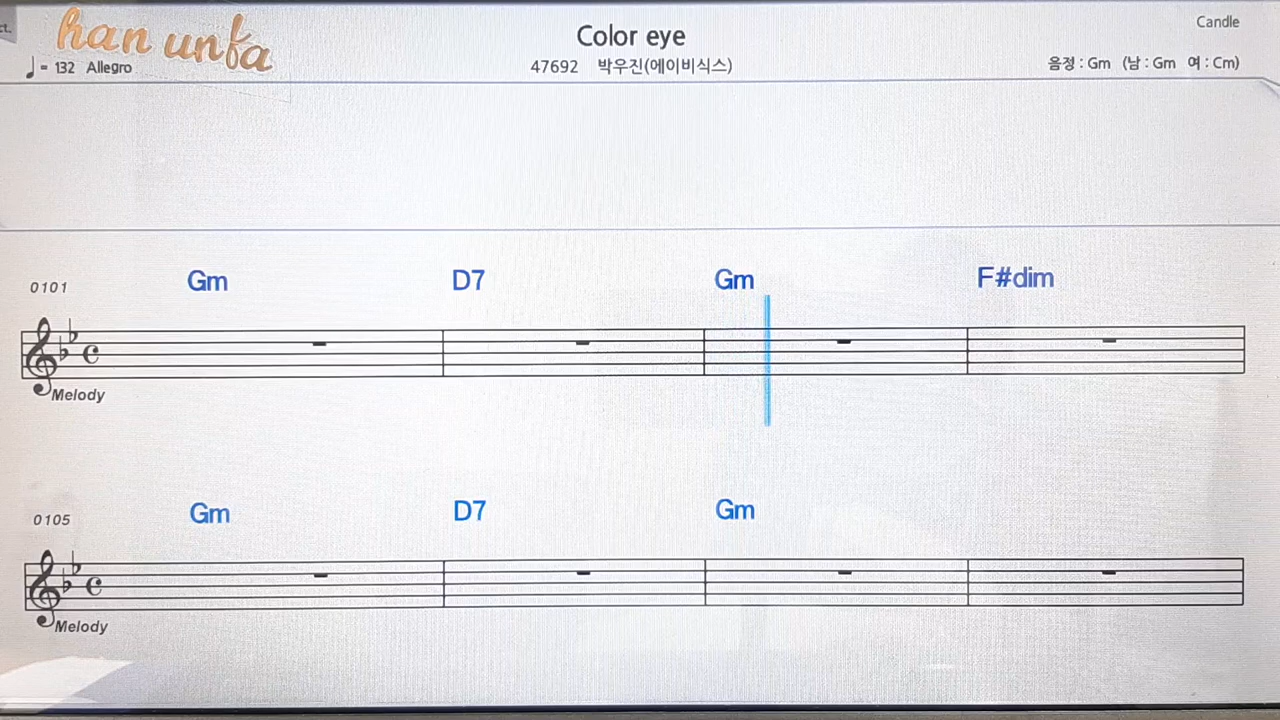 ct.
han unfa
Color eye
Candle
♩ = 132 Allegro
47692 박우진(에이비식스)
음정 : Gm (남 : Gm 여 : Cm)
0101 Gm D7 Gm F#dim
Melody
0105 Gm D7 Gm
Melody